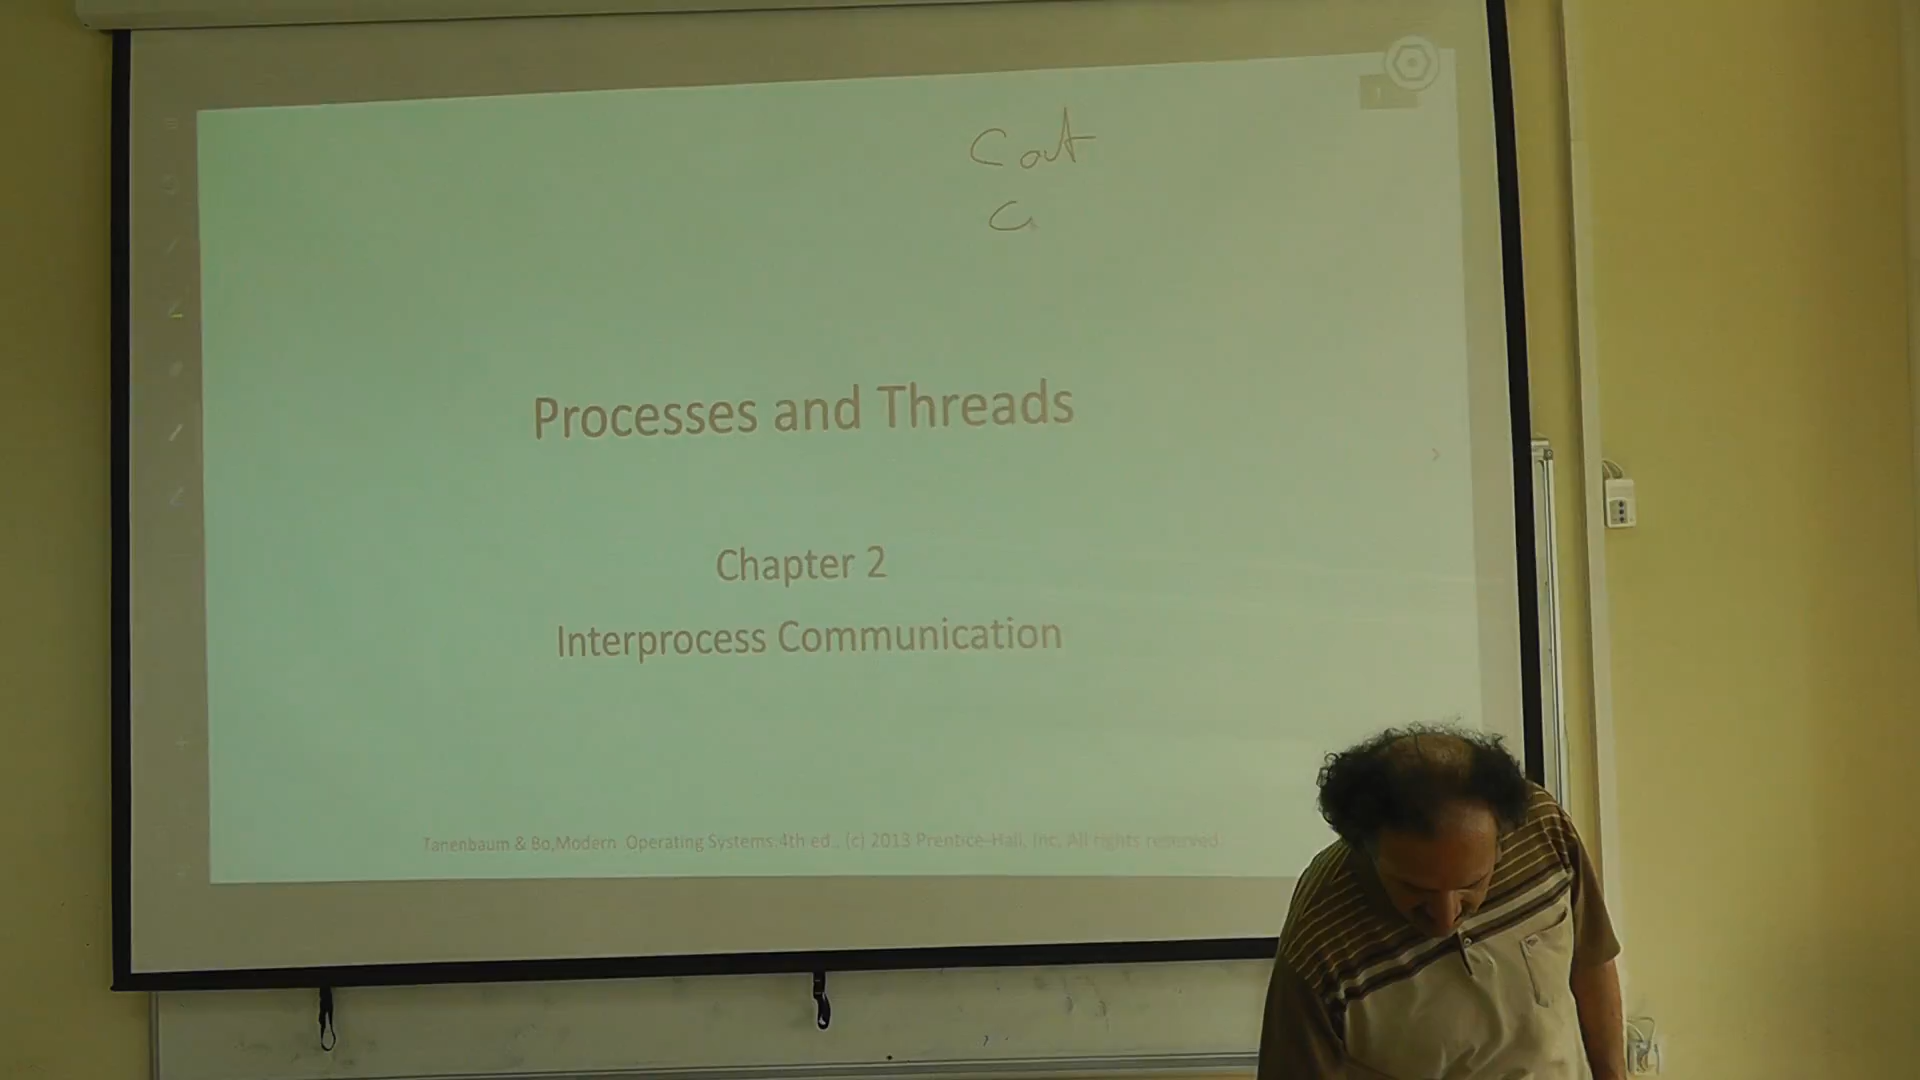 1
Cout
Processes and Threads
Chapter 2
Interprocess Communication
Tanenbaum & Bo,Modern Operating Systems:4th ed., (c) 2013 Prentice-Hall, Inc. All rights reserved.